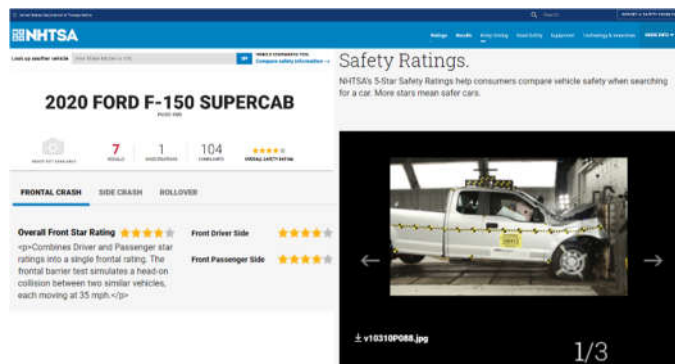 United States Department of Transportation
NHTSA
Ratings Recalls Road Safety Equipment Technology & Innovation
Look up another vehicle
Compare safety information →
2020 FORD F-150 SUPERCAB
7
RECALLS
1
INVESTIGATIONS
104
COMPLAINTS
OVERALL SAFETY RATING
FRONTAL CRASH SIDE CRASH ROLLOVER
Overall Front Star Rating
<p>Combines Driver and Passenger star
ratings into a single frontal rating. The
frontal barrier test simulates a head-on
collision between two similar vehicles,
each moving at 35 mph.</p>
Front Driver Side
Front Passenger Side
Safety Ratings.
NHTSA's 5-Star Safety Ratings help consumers compare vehicle safety when searching
for a car. More stars mean safer cars.
v10310P088.jpg
1/3